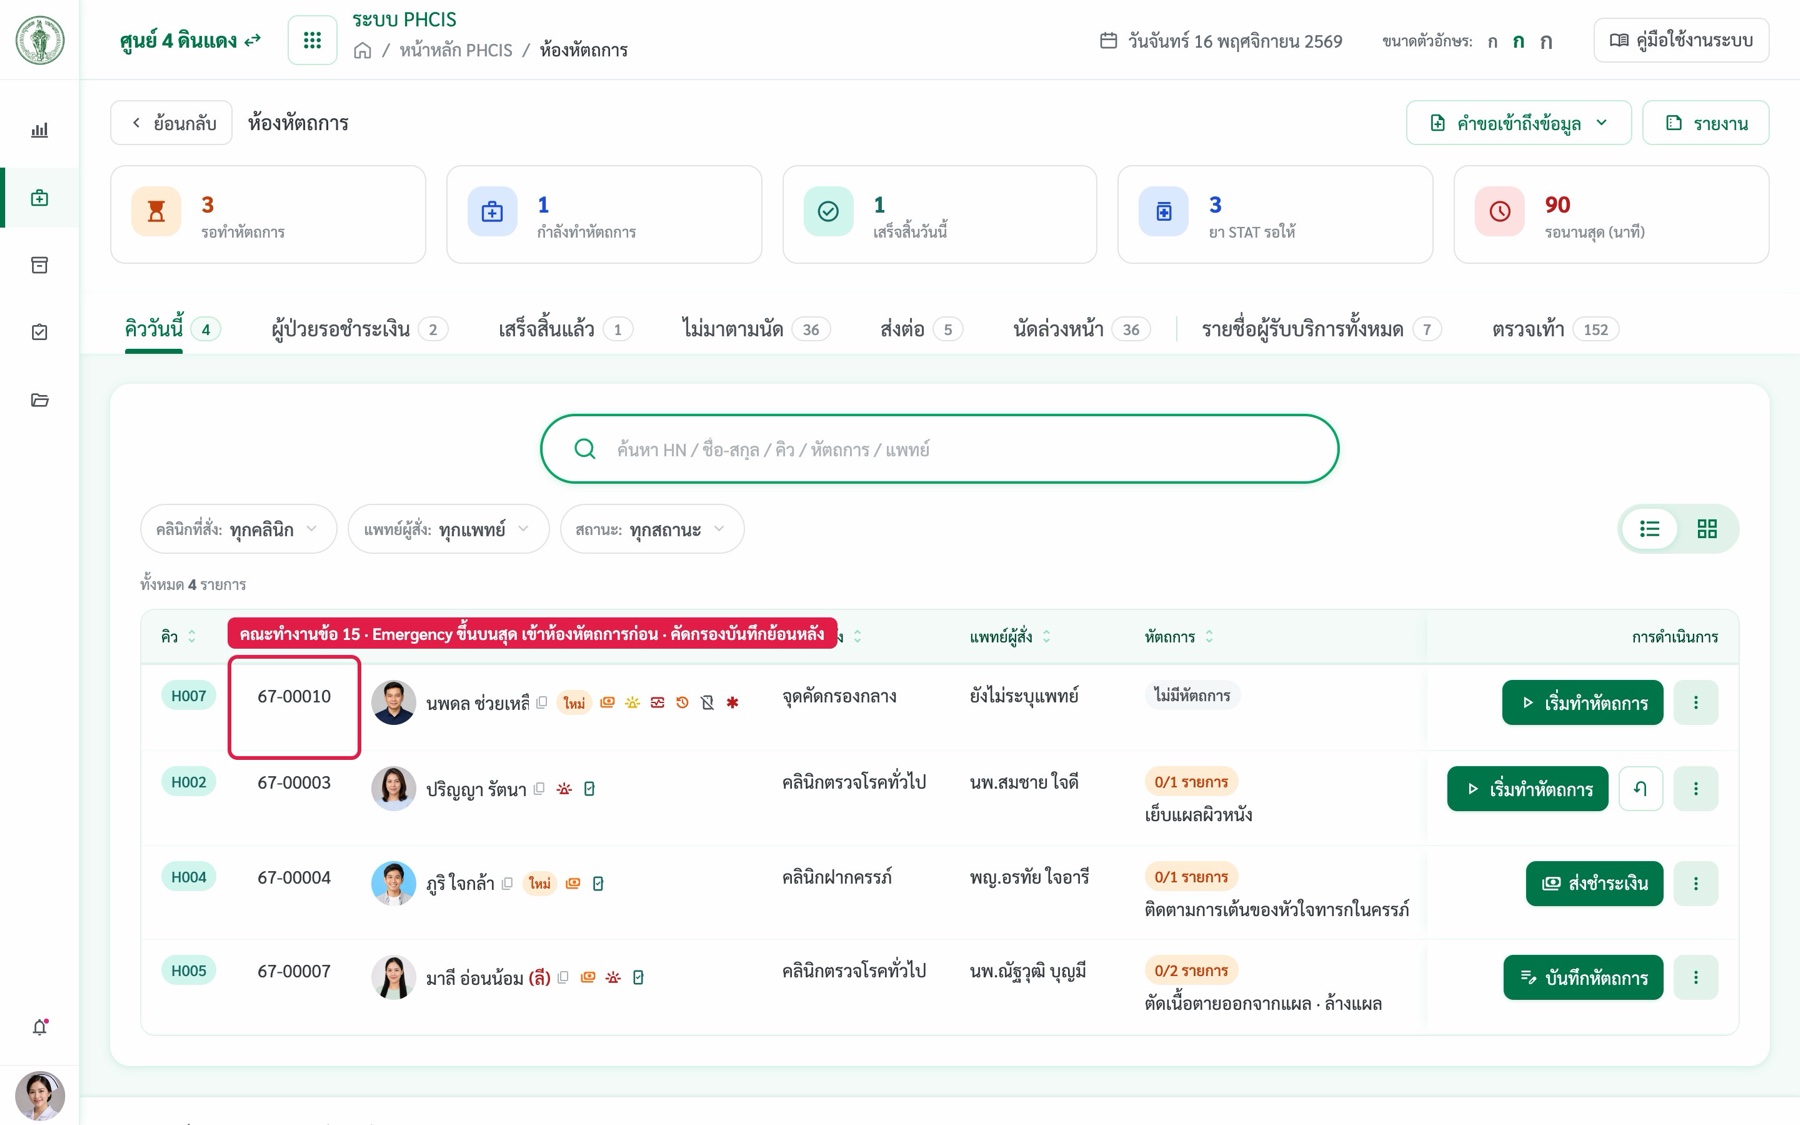 ศูนย์ 4 ดินแดง
ระบบ PHCIS
/ หน้าหลัก PHCIS / ห้องหัตถการ
วันจันทร์ 16 พฤศจิกายน 2569
ขนาดตัวอักษร: ก ก ก
คู่มือใช้งานระบบ
ย้อนกลับ
ห้องหัตถการ
คำขอเข้าถึงข้อมูล
รายงาน
3
รอทำหัตถการ
1
กำลังทำหัตถการ
1
เสร็จสิ้นวันนี้
3
ยา STAT รอให้
90
รอนานสุด (นาที)
คิววันนี้ 4
ผู้ป่วยรอชำระเงิน 2
เสร็จสิ้นแล้ว 1
ไม่มาตามนัด 36
ส่งต่อ 5
นัดล่วงหน้า 36
รายชื่อผู้รับบริการทั้งหมด 7
ตรวจเท้า 152
ค้นหา HN / ชื่อ-สกุล / คิว / หัตถการ / แพทย์
คลินิกที่สั่ง: ทุกคลินิก
แพทย์ผู้สั่ง: ทุกแพทย์
สถานะ: ทุกสถานะ
ทั้งหมด 4 รายการ
คิว
คณะทำงานข้อ 15 · Emergency ขึ้นบนสุด เข้าห้องหัตถการก่อน · คัดกรองบันทึกย้อนหลัง
แพทย์ผู้สั่ง
หัตถการ
การดำเนินการ
H007
67-00010
นพดล ช่วยเหลื
ใหม่
จุดคัดกรองกลาง
ยังไม่ระบุแพทย์
ไม่มีหัตถการ
เริ่มทำหัตถการ
H002
67-00003
ปริญญา รัตนา
คลินิกตรวจโรคทั่วไป
นพ.สมชาย ใจดี
0/1 รายการ
เย็บแผลผิวหนัง
เริ่มทำหัตถการ
H004
67-00004
ภูริ ใจกล้า
ใหม่
คลินิกฝากครรภ์
พญ.อรทัย ใจอารี
0/1 รายการ
ติดตามการเต้นของหัวใจทารกในครรภ์
ส่งชำระเงิน
H005
67-00007
มาลี อ่อนน้อม (ลี)
คลินิกตรวจโรคทั่วไป
นพ.ณัฐวุฒิ บุญมี
0/2 รายการ
ตัดเนื้อตายออกจากแผล · ล้างแผล
บันทึกหัตถการ